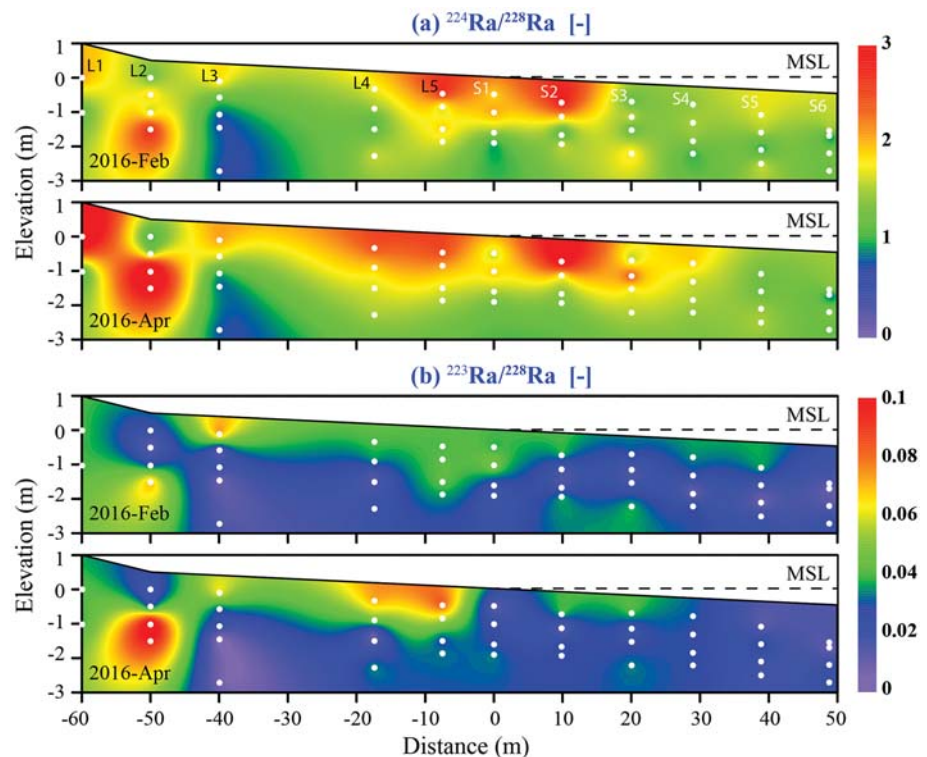 (a) ²²⁴Ra/²²⁸Ra [-]
1
0
-1
-2
-3
L1
L2
L3
L4
L5
S1
S2
S3
S4
S5
S6
MSL
2016-Feb
3
2
1
0
1
0
-1
-2
-3
MSL
2016-Apr
Elevation (m)
(b) ²²³Ra/²²⁸Ra [-]
1
0
-1
-2
-3
MSL
2016-Feb
0.1
0.08
0.06
0.04
0.02
0
1
0
-1
-2
-3
MSL
2016-Apr
Elevation (m)
-60 -50 -40 -30 -20 -10 0 10 20 30 40 50
Distance (m)